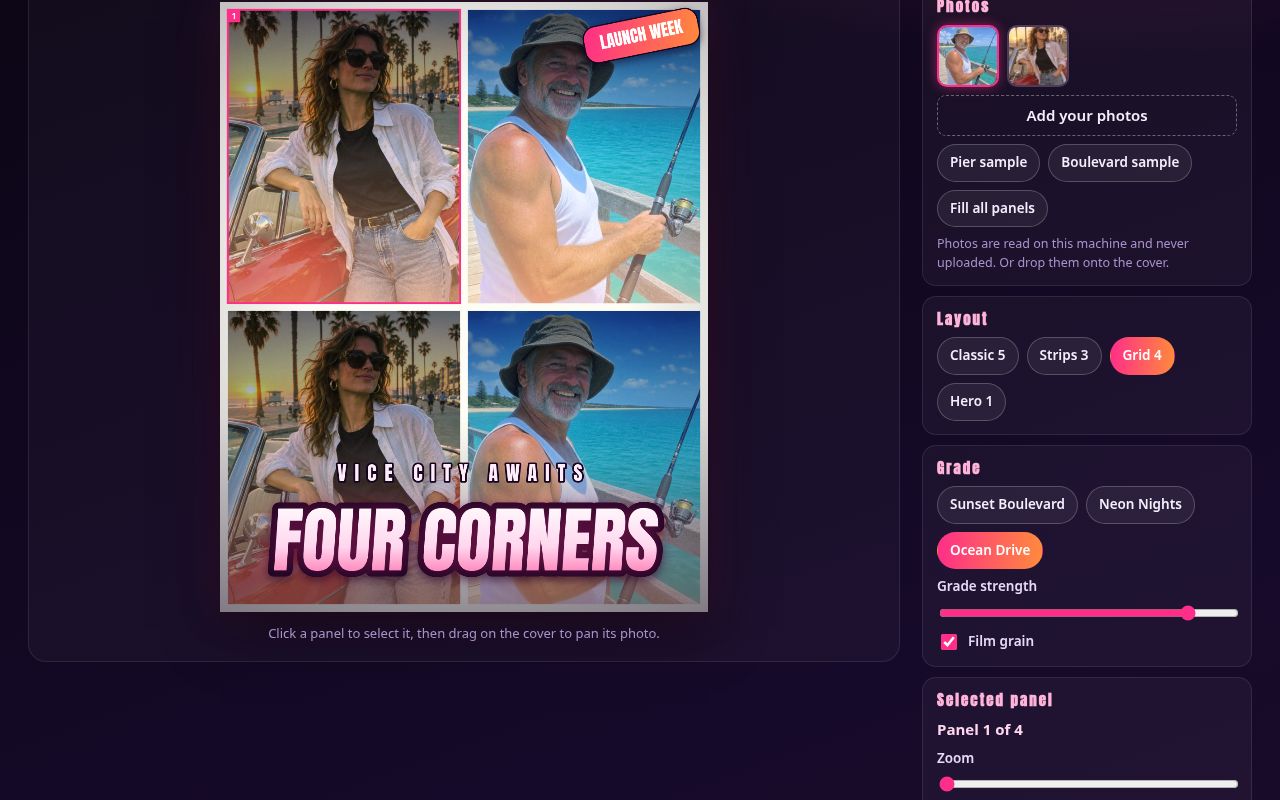 1
LAUNCH WEEK
VICE CITY AWAITS
FOUR CORNERS
Click a panel to select it, then drag on the cover to pan its photo.
Photos
Add your photos
Pier sample
Boulevard sample
Fill all panels
Photos are read on this machine and never
uploaded. Or drop them onto the cover.
Layout
Classic 5
Strips 3
Grid 4
Hero 1
Grade
Sunset Boulevard
Neon Nights
Ocean Drive
Grade strength
Film grain
Selected panel
Panel 1 of 4
Zoom